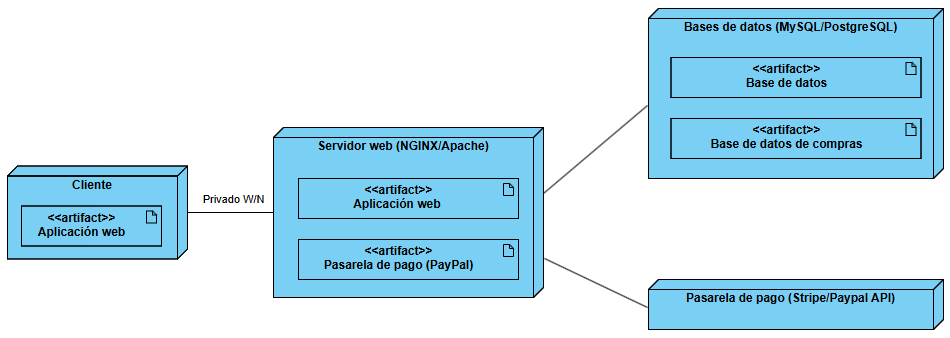 Cliente
<<artifact>>
Aplicación web
Privado W/N
Servidor web (NGINX/Apache)
<<artifact>>
Aplicación web
<<artifact>>
Pasarela de pago (PayPal)
Bases de datos (MySQL/PostgreSQL)
<<artifact>>
Base de datos
<<artifact>>
Base de datos de compras
Pasarela de pago (Stripe/Paypal API)